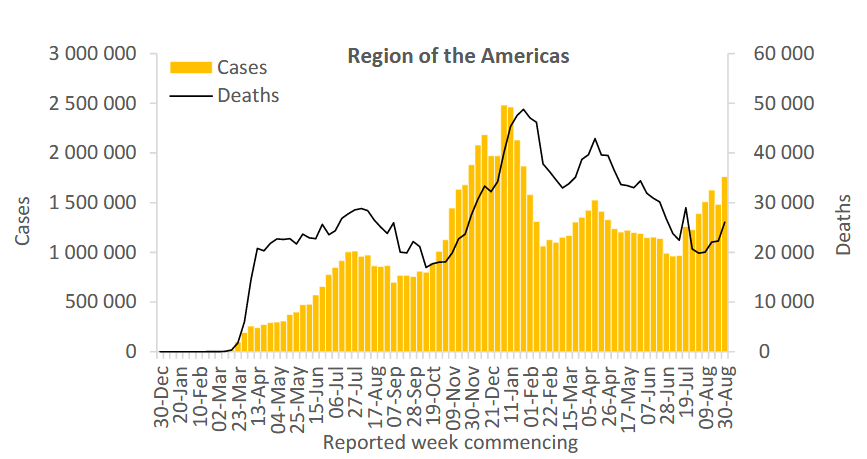 Region of the Americas
Cases
Deaths
3 000 000
2 500 000
2 000 000
1 500 000
1 000 000
500 000
0
Cases
60 000
50 000
40 000
30 000
20 000
10 000
0
Deaths
30-Dec
20-Jan
10-Feb
02-Mar
23-Mar
13-Apr
04-May
25-May
15-Jun
06-Jul
27-Jul
17-Aug
07-Sep
28-Sep
19-Oct
09-Nov
30-Nov
21-Dec
11-Jan
01-Feb
22-Feb
15-Mar
05-Apr
26-Apr
17-May
07-Jun
28-Jun
19-Jul
09-Aug
30-Aug
Reported week commencing